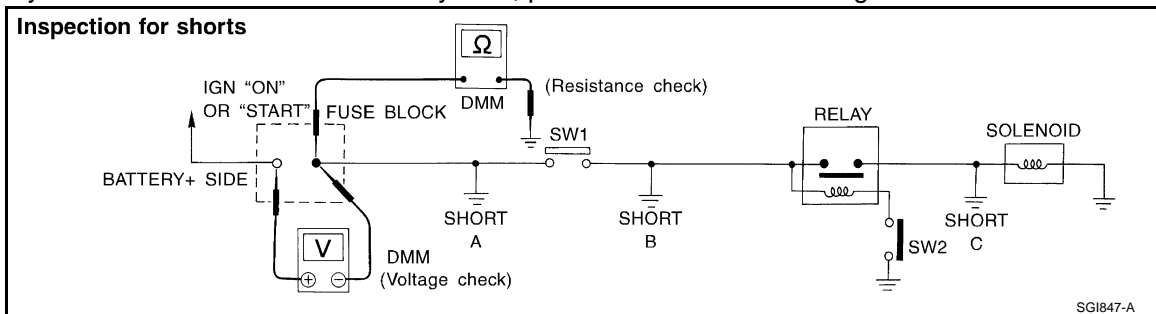 Inspection for shorts
Ω
DMM
(Resistance check)
IGN “ON”
OR “START”
FUSE BLOCK
BATTERY+ SIDE
V
+
−
DMM
(Voltage check)
SHORT
A
SW1
SHORT
B
RELAY
SW2
SHORT
C
SOLENOID
SGI847-A